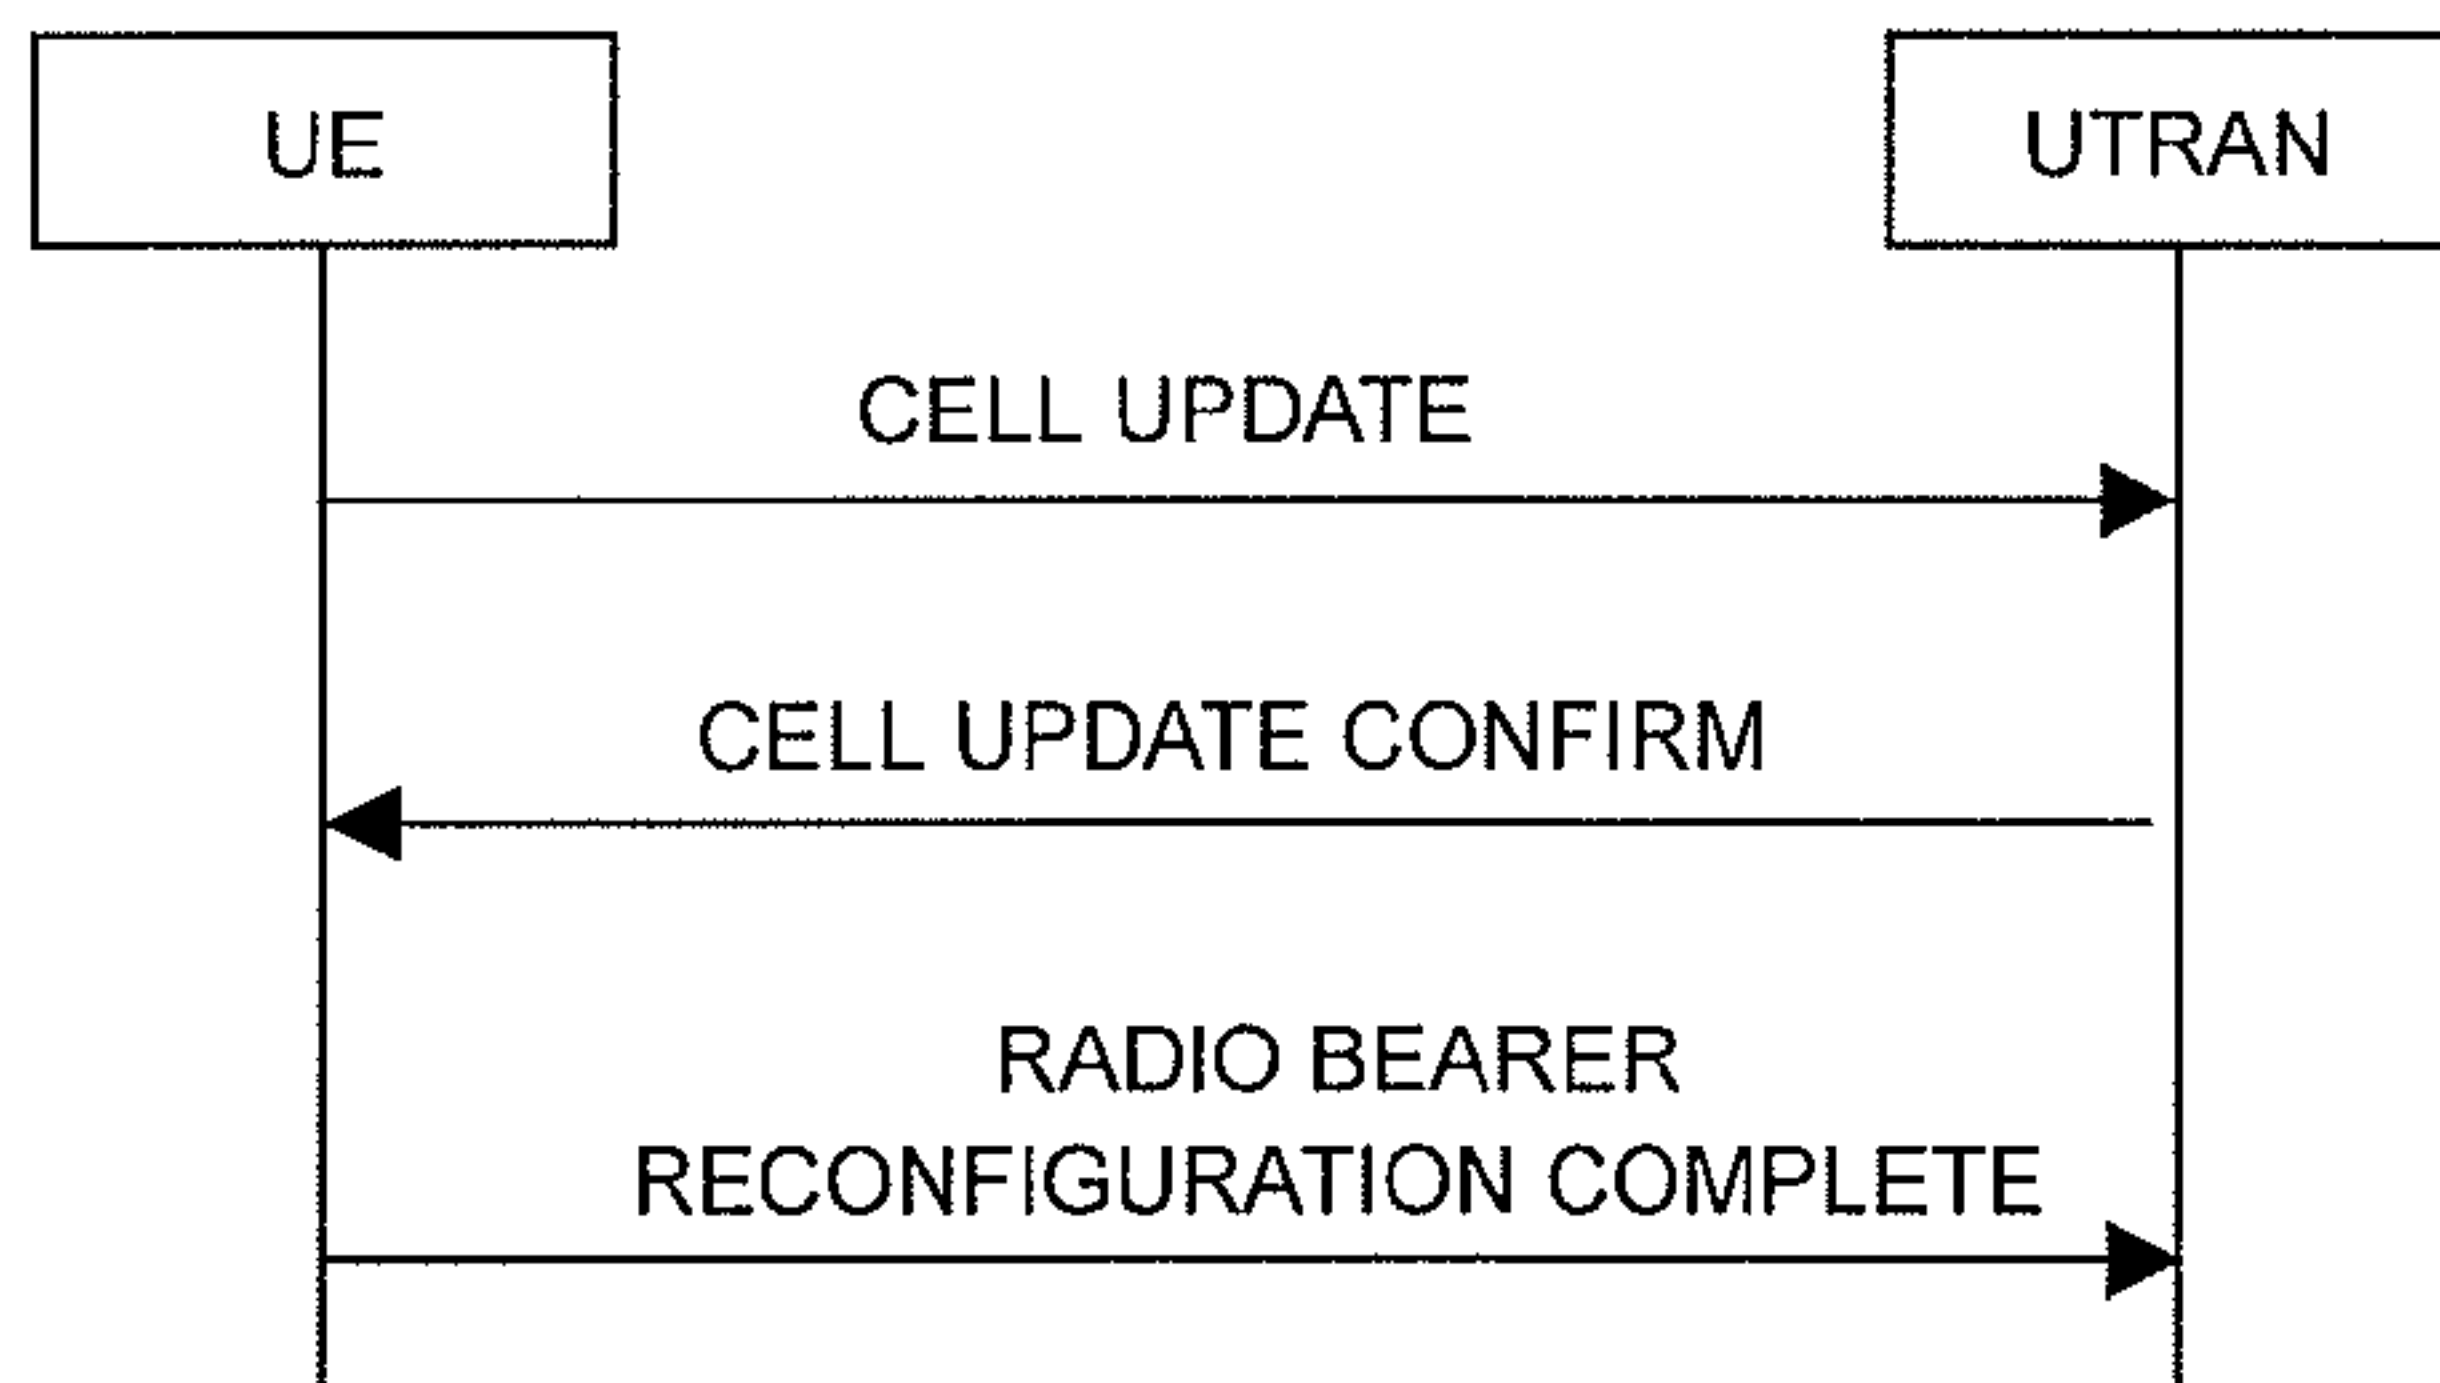 UE
UTRAN
CELL UPDATE
CELL UPDATE CONFIRM
RADIO BEARER
RECONFIGURATION COMPLETE